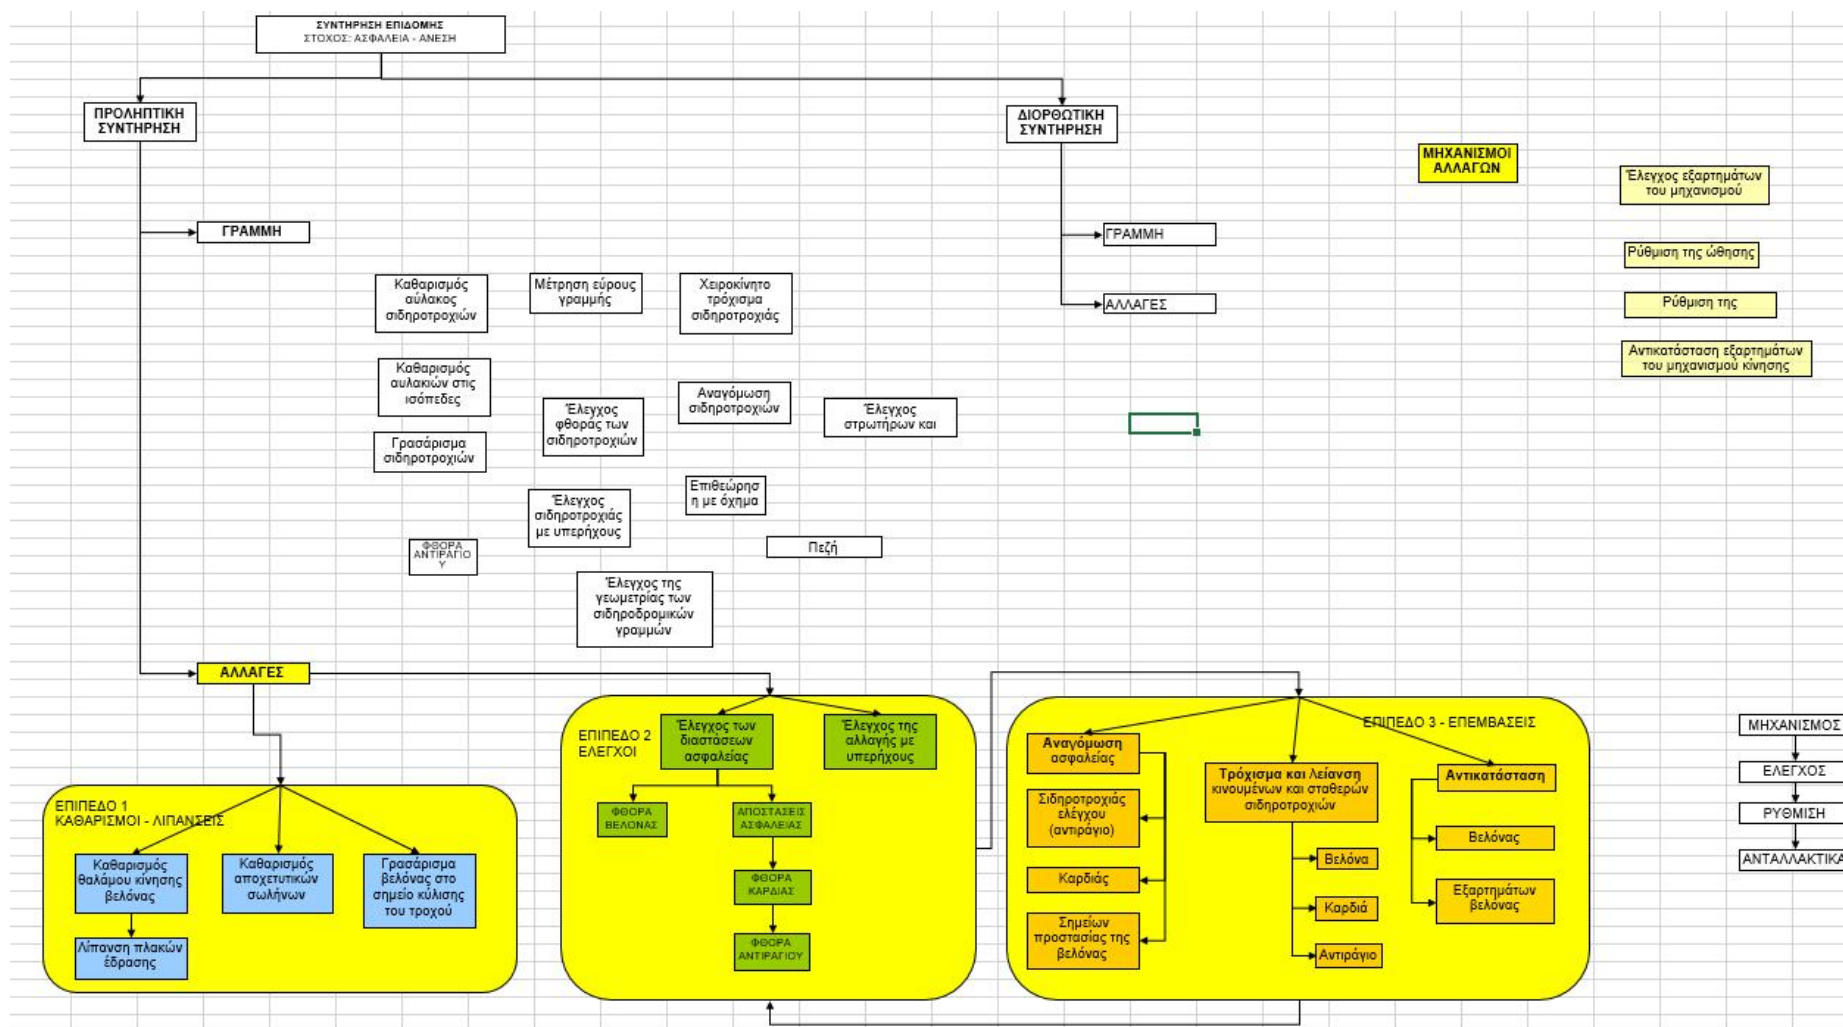 ΣΥΝΤΗΡΗΣΗ ΕΠΙΔΟΜΗΣ
ΣΤΟΧΟΣ: ΑΣΦΑΛΕΙΑ - ΑΝΕΣΗ
ΠΡΟΛΗΠΤΙΚΗ
ΣΥΝΤΗΡΗΣΗ
ΔΙΟΡΘΩΤΙΚΗ
ΣΥΝΤΗΡΗΣΗ
ΜΗΧΑΝΙΣΜΟΙ
ΑΛΛΑΓΩΝ
Έλεγχος εξαρτημάτων
του μηχανισμού
Ρύθμιση της ώθησης
Ρύθμιση της
Αντικατάσταση εξαρτημάτων
του μηχανισμού κίνησης
ΓΡΑΜΜΗ
ΓΡΑΜΜΗ
ΑΛΛΑΓΕΣ
Καθαρισμός
αύλακος
σιδηροτροχιών
Μέτρηση εύρους
γραμμής
Χειροκίνητο
τρόχισμα
σιδηροτροχιάς
Καθαρισμός
αυλακιών στις
ισόπεδες
Έλεγχος
φθοράς των
σιδηροτροχιών
Αναγόμωση
σιδηροτροχιών
Έλεγχος
στρωτήρων και
Γρασάρισμα
σιδηροτροχιών
Έλεγχος
σιδηροτροχιάς
με υπερήχους
Επιθεώρησ
η με όχημα
ΦΘΟΡΑ
ΑΝΤΙΡΑΓΙΟ
Υ
Πεζή
Έλεγχος της
γεωμετρίας των
σιδηροδρομικών
γραμμών
ΑΛΛΑΓΕΣ
ΕΠΙΠΕΔΟ 1
ΚΑΘΑΡΙΣΜΟΙ - ΛΙΠΑΝΣΕΙΣ
Καθαρισμός
θαλάμου κίνησης
βελόνας
Καθαρισμός
αποχετυτικών
σωλήνων
Γρασάρισμα
βελόνας στο
σημείο κύλισης
του τροχού
Λίπανση πλακών
έδρασης
ΕΠΙΠΕΔΟ 2
ΕΛΕΓΧΟΙ
Έλεγχος των
διαστάσεων
ασφαλείας
Έλεγχος της
αλλαγής με
υπερήχους
ΦΘΟΡΑ
ΒΕΛΟΝΑΣ
ΑΠΟΣΤΑΣΕΙΣ
ΑΣΦΑΛΕΙΑΣ
ΦΘΟΡΑ
ΚΑΡΔΙΑΣ
ΦΘΟΡΑ
ΑΝΤΙΡΑΓΙΟΥ
ΕΠΙΠΕΔΟ 3 - ΕΠΕΜΒΑΣΕΙΣ
Αναγόμωση
ασφαλείας
Σιδηροτροχιάς
ελέγχου
(αντιράγιο)
Καρδιάς
Σημείων
προστασίας της
βελόνας
Τρόχισμα και Λείανση
κινουμένων και σταθερών
σιδηροτροχιών
Βελόνα
Καρδιά
Αντιράγιο
Αντικατάσταση
Βελόνας
Εξαρτημάτων
βελόνας
ΜΗΧΑΝΙΣΜΟΣ
ΕΛΕΓΧΟΣ
ΡΥΘΜΙΣΗ
ΑΝΤΑΛΛΑΚΤΙΚΑ